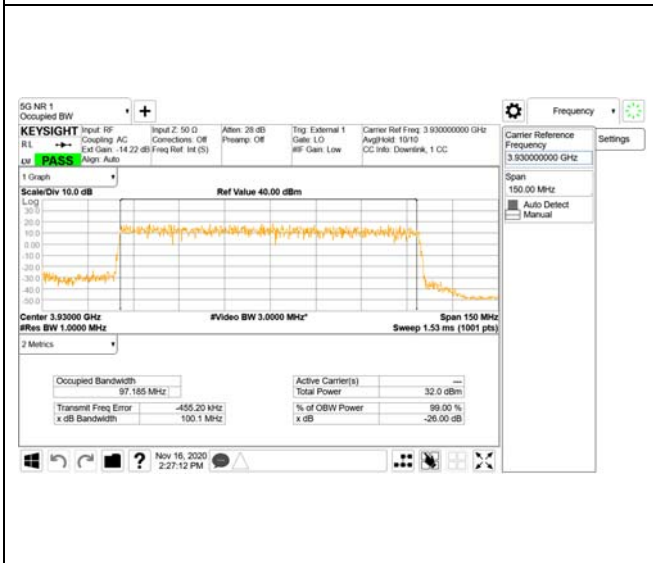 5G NR 1
Occupied BW
+
Frequency
KEYSIGHT
RL
LM PASS
Input: RF
Coupling: AC
Ext Gain: -14.22 dB
Align: Auto
Input Z: 50 Ω
Corrections: Off
Freq Ref: Int (S)
Atten: 28 dB
Preamp: Off
Trig: External 1
Gate: LO
#IF Gain: Low
Carrier Ref Freq: 3.930000000 GHz
Avg|Hold: 10/10
CC Info: Downlink, 1 CC
Carrier Reference
Frequency
3.930000000 GHz
Settings
Span
150.00 MHz
Auto Detect
Manual
1 Graph
Scale/Div 10.0 dB
Ref Value 40.00 dBm
Log
30.0
20.0
10.0
0.00
-10.0
-20.0
-30.0
-40.0
-50.0
Center 3.93000 GHz
#Video BW 3.0000 MHz*
Span 150 MHz
#Res BW 1.0000 MHz
Sweep 1.53 ms (1001 pts)
2 Metrics
Occupied Bandwidth
97.185 MHz
Active Carrier(s) ---
Total Power 32.0 dBm
Transmit Freq Error -455.20 kHz
x dB Bandwidth 100.1 MHz
% of OBW Power 99.00 %
x dB -26.00 dB
?
Nov 16, 2020
2:27:12 PM